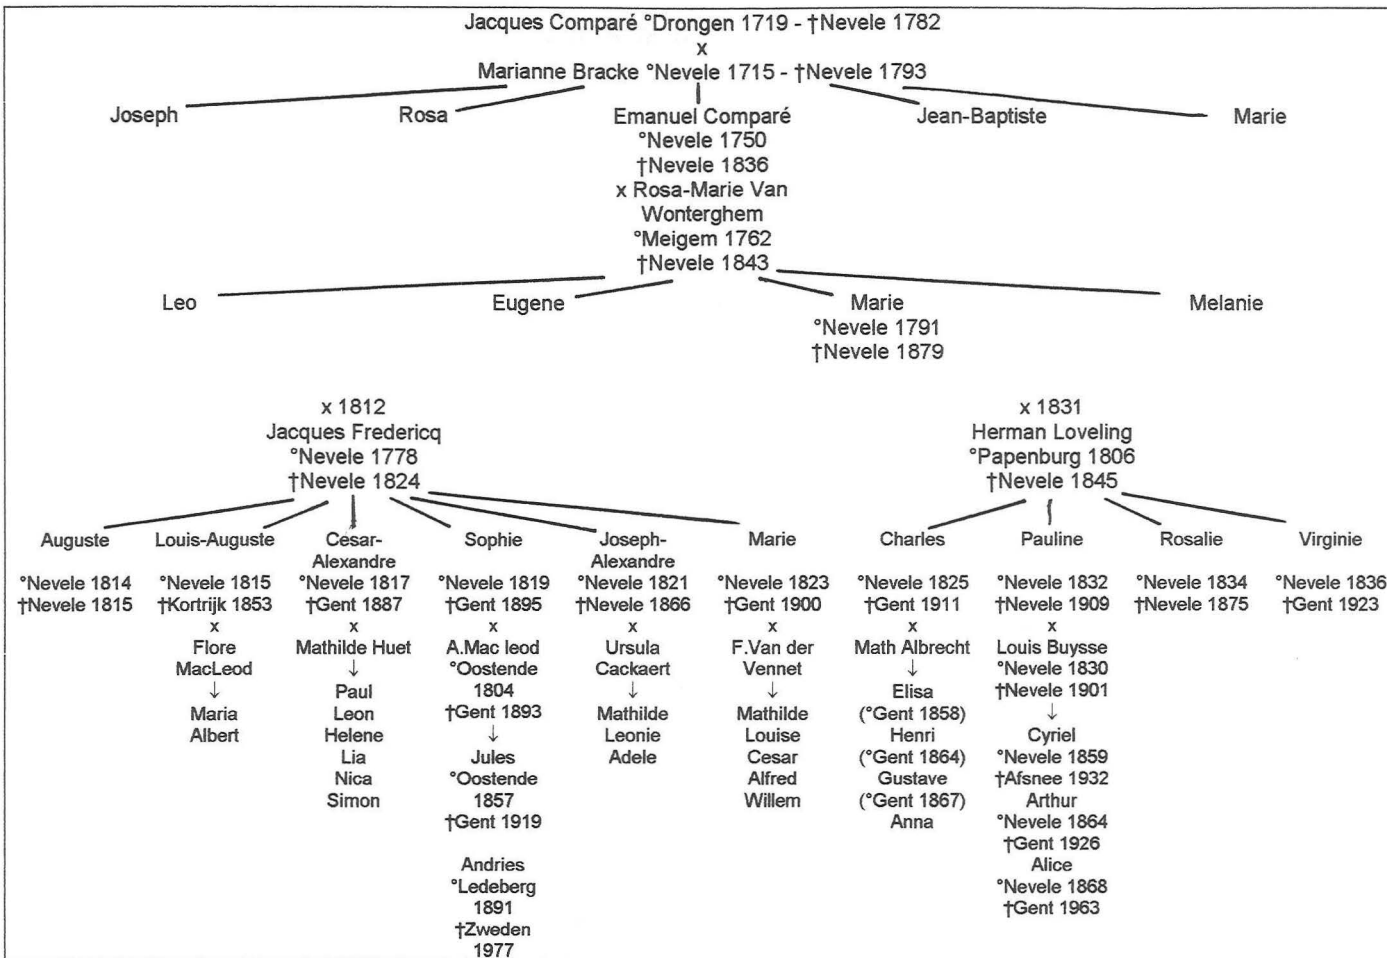 Jacques Comparé °Drongen 1719 - †Nevele 1782
x
Marianne Bracke °Nevele 1715 - †Nevele 1793
Joseph
Rosa
Emanuel Comparé
°Nevele 1750
†Nevele 1836
x Rosa-Marie Van
Wonterghem
°Meigem 1762
†Nevele 1843
Jean-Baptiste
Marie
Leo
Eugene
Marie
°Nevele 1791
†Nevele 1879
Melanie
x 1812
Jacques Fredericq
°Nevele 1778
†Nevele 1824
x 1831
Herman Loveling
°Papenburg 1806
†Nevele 1845
Auguste
°Nevele 1814
†Nevele 1815
Louis-Auguste
°Nevele 1815
†Kortrijk 1853
x
Flore
MacLeod
↓
Maria
Albert
Cesar-
Alexandre
°Nevele 1817
†Gent 1887
x
Mathilde Huet
↓
Paul
Leon
Helene
Lia
Nica
Simon
Sophie
°Nevele 1819
†Gent 1895
x
A.Mac leod
°Oostende
1804
†Gent 1893
↓
Jules
°Oostende
1857
†Gent 1919
Andries
°Ledeberg
1891
†Zweden
1977
Joseph-
Alexandre
°Nevele 1821
†Nevele 1866
x
Ursula
Cackaert
↓
Mathilde
Leonie
Adele
Marie
°Nevele 1823
†Gent 1900
x
F.Van der
Vennet
↓
Mathilde
Louise
Cesar
Alfred
Willem
Charles
°Nevele 1825
†Gent 1911
x
Math Albrecht
↓
Elisa
(°Gent 1858)
Henri
(°Gent 1864)
Gustave
(°Gent 1867)
Anna
Pauline
°Nevele 1832
†Nevele 1909
x
Louis Buysse
°Nevele 1830
†Nevele 1901
↓
Cyriel
°Nevele 1859
†Afsnee 1932
Arthur
°Nevele 1864
†Gent 1926
Alice
°Nevele 1868
†Gent 1963
Rosalie
°Nevele 1834
†Nevele 1875
Virginie
°Nevele 1836
†Gent 1923